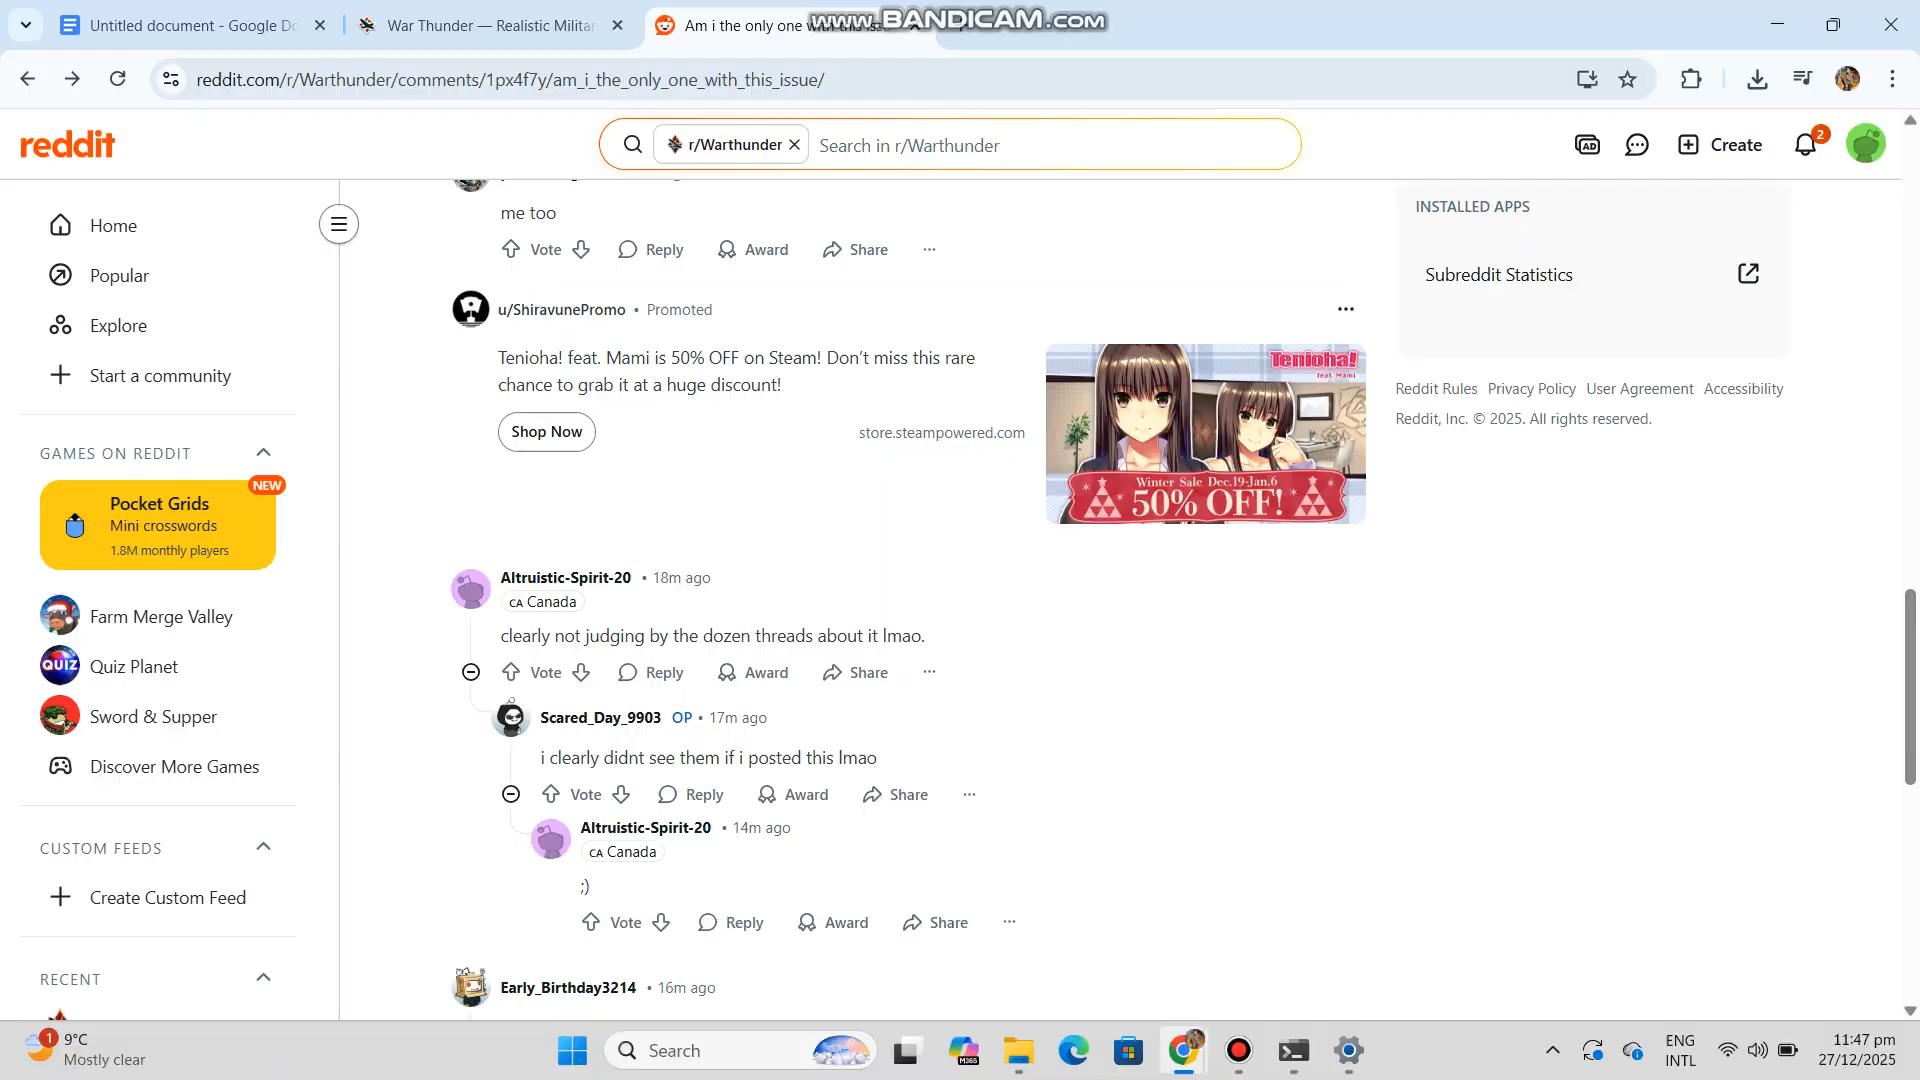 Untitled document - Google Do
War Thunder — Realistic Militar
Am i the only one with this issue
www.BANDICAM.COM
reddit.com/r/Warthunder/comments/1px4f7y/am_i_the_only_one_with_this_issue/
reddit
r/Warthunder
Search in r/Warthunder
AD
Create
2
Home
Popular
Explore
Start a community
GAMES ON REDDIT
NEW
Pocket Grids
Mini crosswords
1.8M monthly players
Farm Merge Valley
QUIZ
Quiz Planet
Sword & Supper
Discover More Games
CUSTOM FEEDS
Create Custom Feed
RECENT
me too
Vote Reply Award Share
u/ShiravunePromo • Promoted
Tenioha! feat. Mami is 50% OFF on Steam! Don’t miss this rare
chance to grab it at a huge discount!
Shop Now
store.steampowered.com
Tenioha!
feat. Mami
Winter Sale Dec.19-Jan.6
50% OFF!
Altruistic-Spirit-20 • 18m ago
CA Canada
clearly not judging by the dozen threads about it lmao.
Vote Reply Award Share
Scared_Day_9903 OP • 17m ago
i clearly didnt see them if i posted this lmao
Vote Reply Award Share
Altruistic-Spirit-20 • 14m ago
CA Canada
;)
Vote Reply Award Share
Early_Birthday3214 • 16m ago
INSTALLED APPS
Subreddit Statistics
Reddit Rules Privacy Policy User Agreement Accessibility
Reddit, Inc. © 2025. All rights reserved.
1
9°C
Mostly clear
Search
M365
ENG
INTL
11:47 pm
27/12/2025